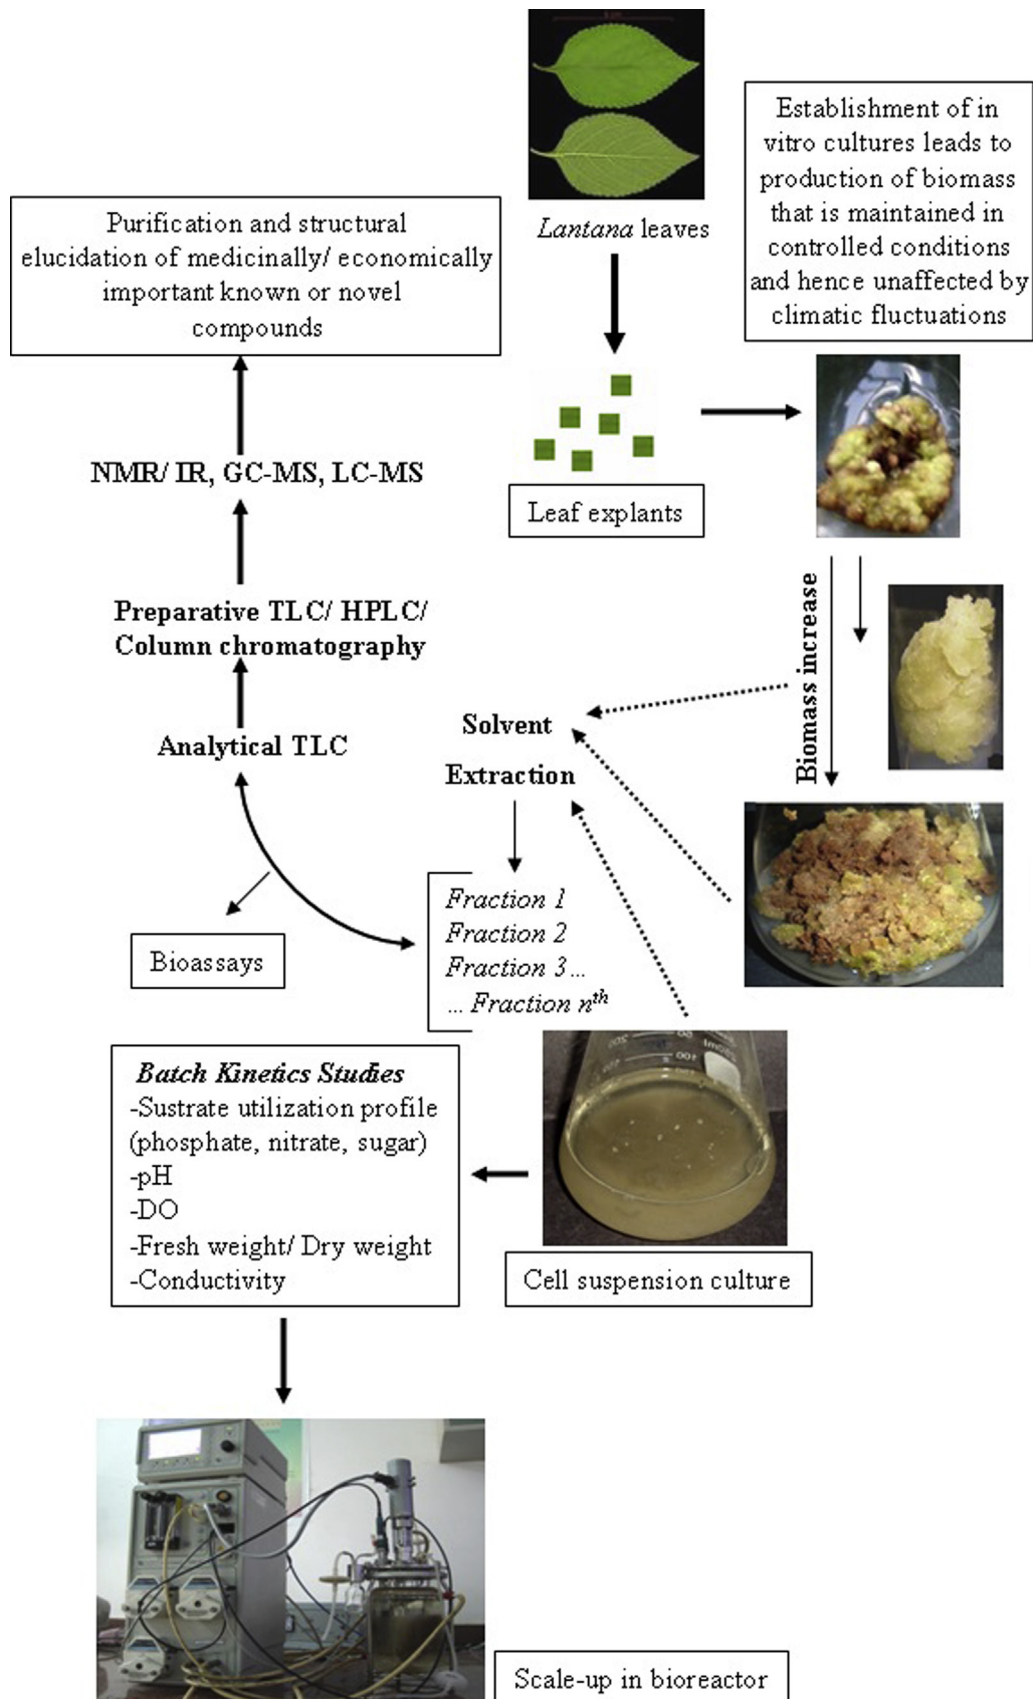 Lantana leaves
Establishment of in
vitro cultures leads to
production of biomass
that is maintained in
controlled conditions
and hence unaffected by
climatic fluctuations
Purification and structural
elucidation of medicinally/ economically
important known or novel
compounds
NMR/ IR, GC-MS, LC-MS
Preparative TLC/ HPLC/
Column chromatography
Analytical TLC
Bioassays
Leaf explants
Biomass increase
Solvent
Extraction
Fraction 1
Fraction 2
Fraction 3...
... Fraction nth
Batch Kinetics Studies
-Sustrate utilization profile
(phosphate, nitrate, sugar)
-pH
-DO
-Fresh weight/ Dry weight
-Conductivity
Cell suspension culture
Scale-up in bioreactor